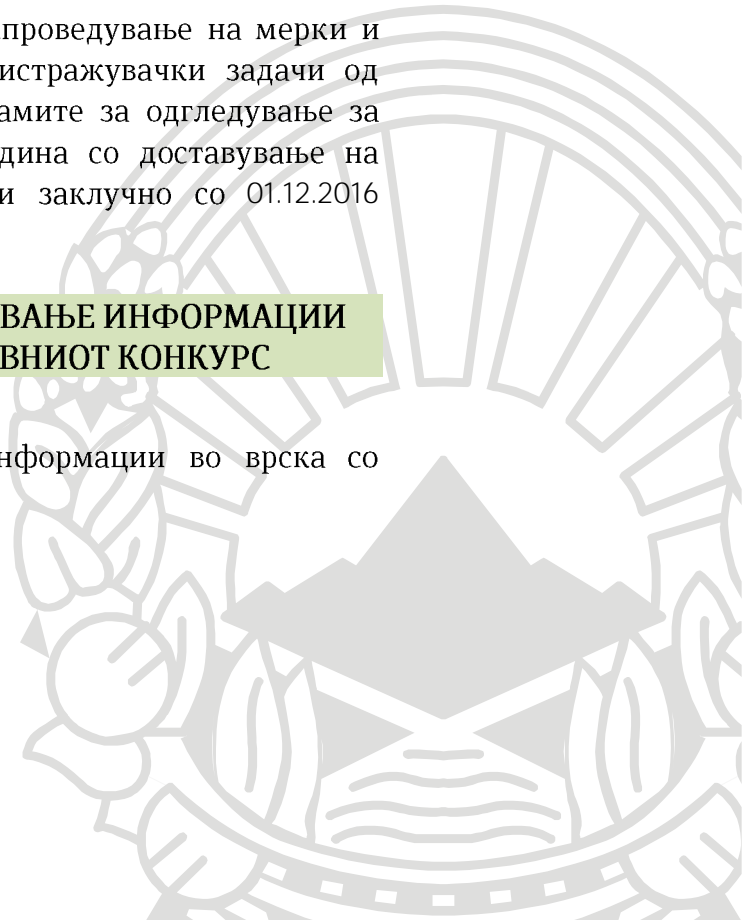 проведување на мерки и
истражувачки задачи од
амите за одгледување за
дина со доставување на
и заклучно со 01.12.2016
ВАЊЕ ИНФОРМАЦИИ
ВНИОТ КОНКУРС
нформации во врска со